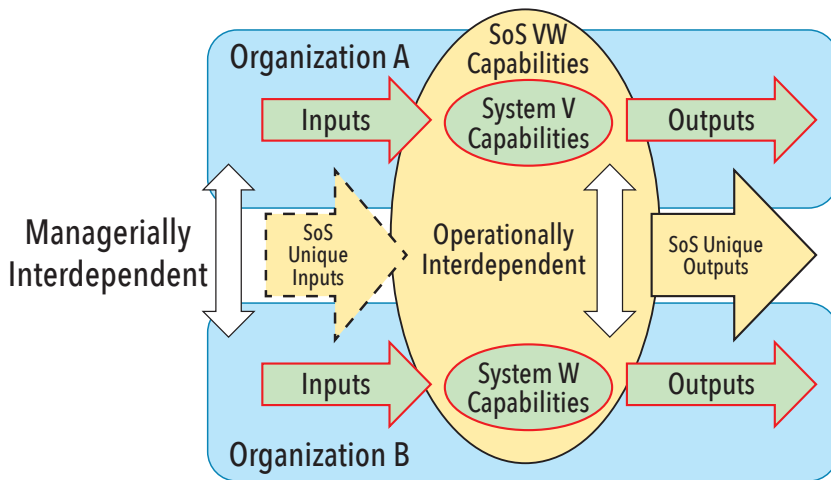 Organization A
SoS VW
Capabilities
Inputs
System V
Capabilities
Outputs
Managerially
Interdependent
SoS
Unique
Inputs
Operationally
Interdependent
SoS Unique
Outputs
Inputs
System W
Capabilities
Outputs
Organization B